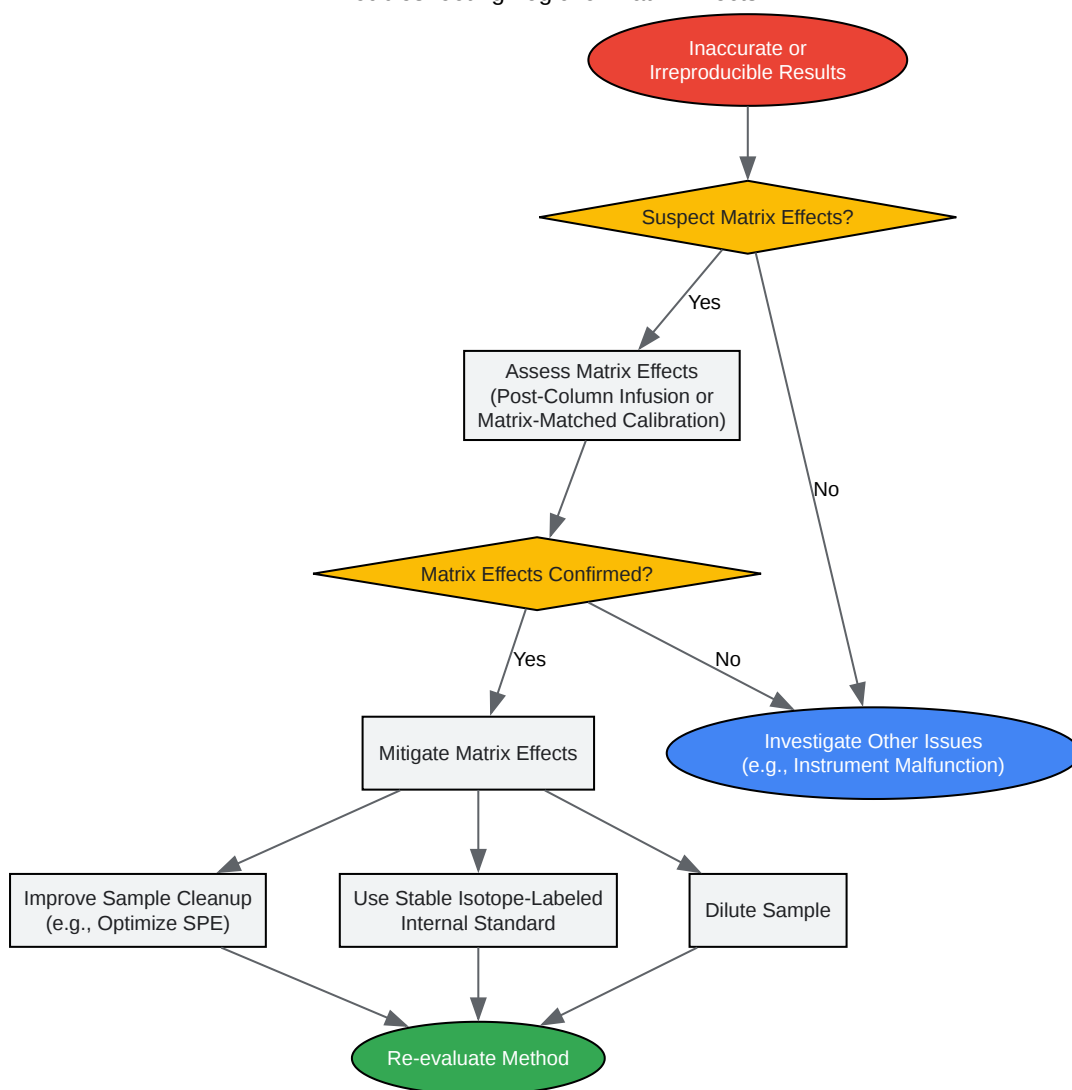 Inaccurate or
Irreproducible Results
Suspect Matrix Effects?
Yes
Assess Matrix Effects
(Post-Column Infusion or
Matrix-Matched Calibration)
No
Matrix Effects Confirmed?
Yes
No
Mitigate Matrix Effects
Investigate Other Issues
(e.g., Instrument Malfunction)
Improve Sample Cleanup
(e.g., Optimize SPE)
Use Stable Isotope-Labeled
Internal Standard
Dilute Sample
Re-evaluate Method